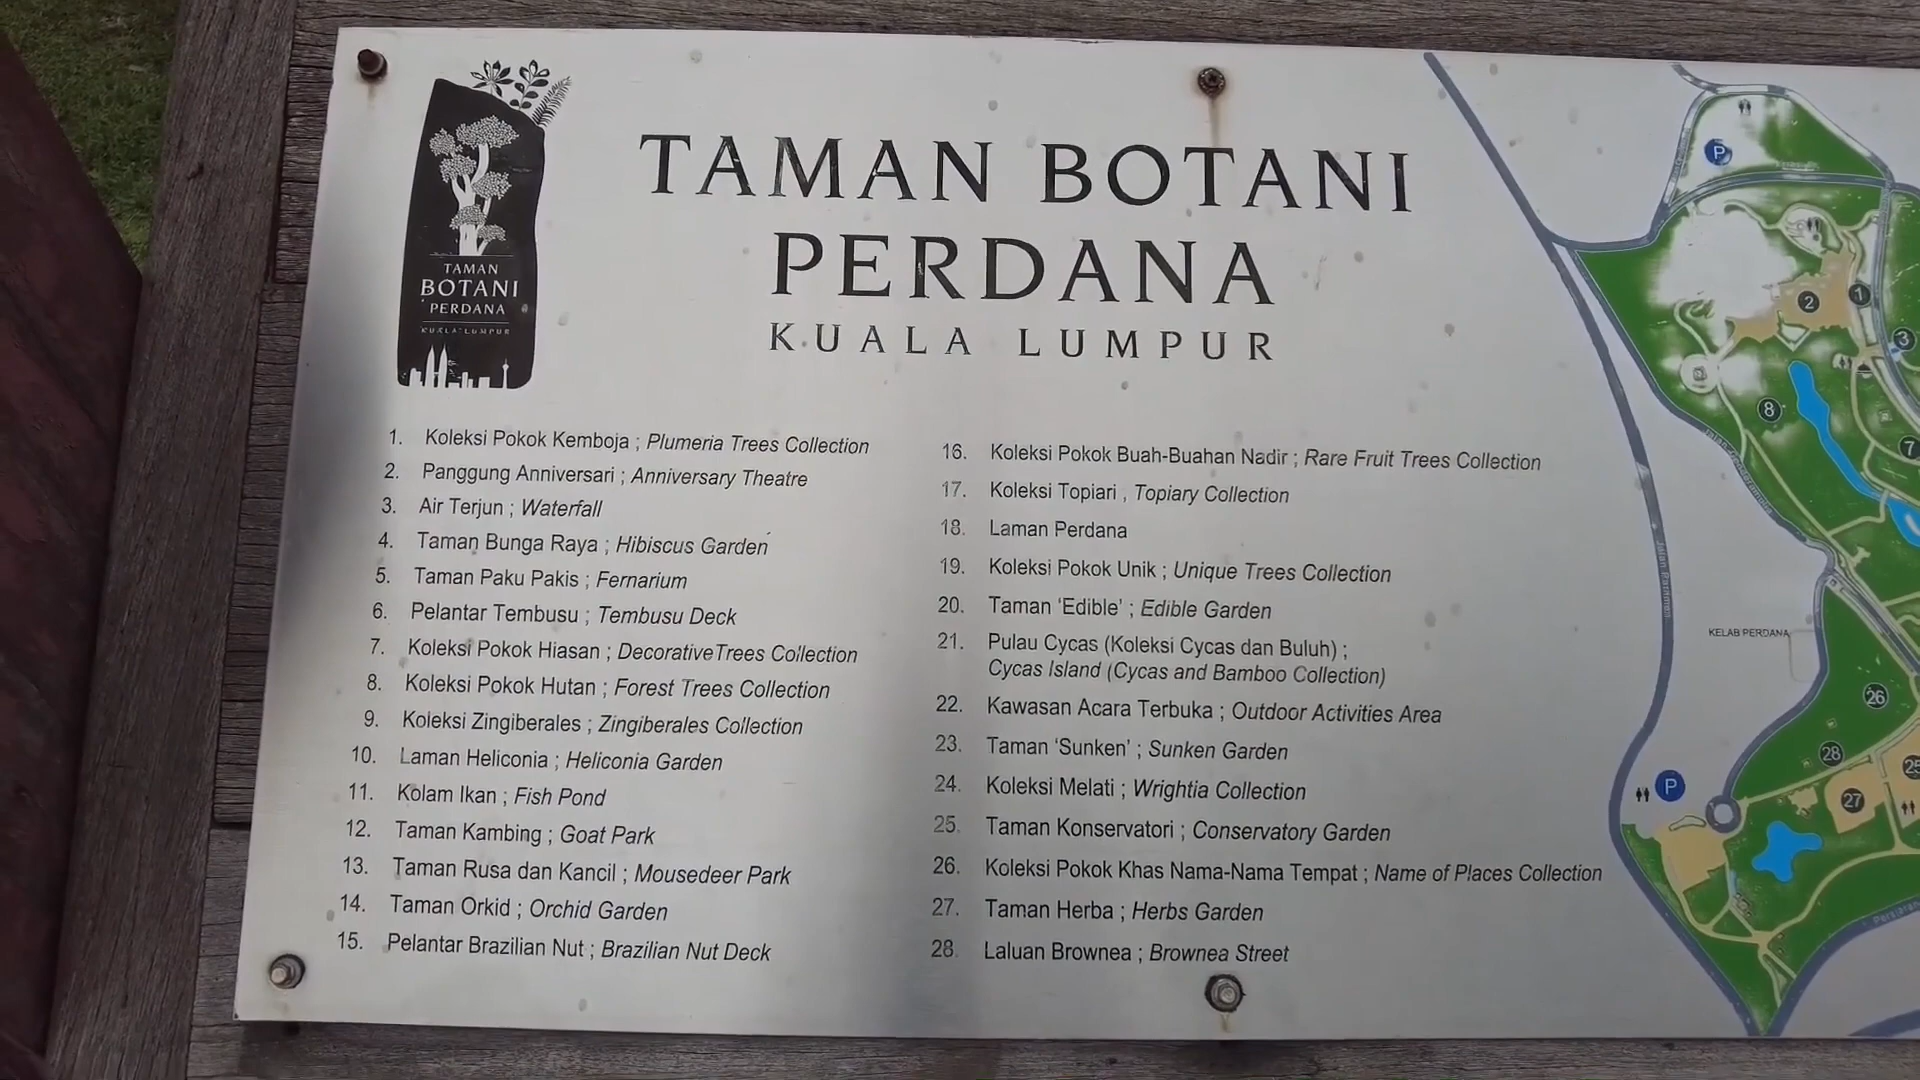 TAMAN BOTANI
PERDANA
KUALA LUMPUR
TAMAN
BOTANI
PERDANA
KUALA LUMPUR
1. Koleksi Pokok Kemboja ; Plumeria Trees Collection
2. Panggung Anniversari ; Anniversary Theatre
3. Air Terjun ; Waterfall
4. Taman Bunga Raya ; Hibiscus Garden
5. Taman Paku Pakis ; Fernarium
6. Pelantar Tembusu ; Tembusu Deck
7. Koleksi Pokok Hiasan ; DecorativeTrees Collection
8. Koleksi Pokok Hutan ; Forest Trees Collection
9. Koleksi Zingiberales ; Zingiberales Collection
10. Laman Heliconia ; Heliconia Garden
11. Kolam Ikan ; Fish Pond
12. Taman Kambing ; Goat Park
13. Taman Rusa dan Kancil ; Mousedeer Park
14. Taman Orkid ; Orchid Garden
15. Pelantar Brazilian Nut ; Brazilian Nut Deck
16. Koleksi Pokok Buah-Buahan Nadir ; Rare Fruit Trees Collection
17. Koleksi Topiari , Topiary Collection
18. Laman Perdana
19. Koleksi Pokok Unik ; Unique Trees Collection
20. Taman ‘Edible’ ; Edible Garden
21. Pulau Cycas (Koleksi Cycas dan Buluh) ;
Cycas Island (Cycas and Bamboo Collection)
22. Kawasan Acara Terbuka ; Outdoor Activities Area
23. Taman ‘Sunken’ ; Sunken Garden
24. Koleksi Melati ; Wrightia Collection
25. Taman Konservatori ; Conservatory Garden
26. Koleksi Pokok Khas Nama-Nama Tempat ; Name of Places Collection
27. Taman Herba ; Herbs Garden
28. Laluan Brownea ; Brownea Street
P
2
1
3
8
7
Jalan Parlamen
KELAB PERDANA
26
28
25
P
27